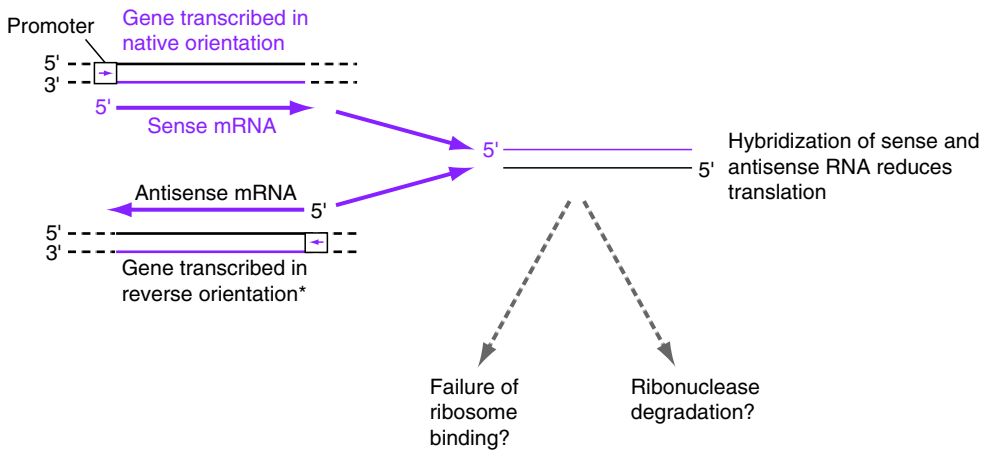 Promoter
Gene transcribed in
native orientation
5'
3'
5'
Sense mRNA
Antisense mRNA
5'
5'
3'
Gene transcribed in
reverse orientation*
5'
5'
Hybridization of sense and
antisense RNA reduces
translation
Failure of
ribosome
binding?
Ribonuclease
degradation?